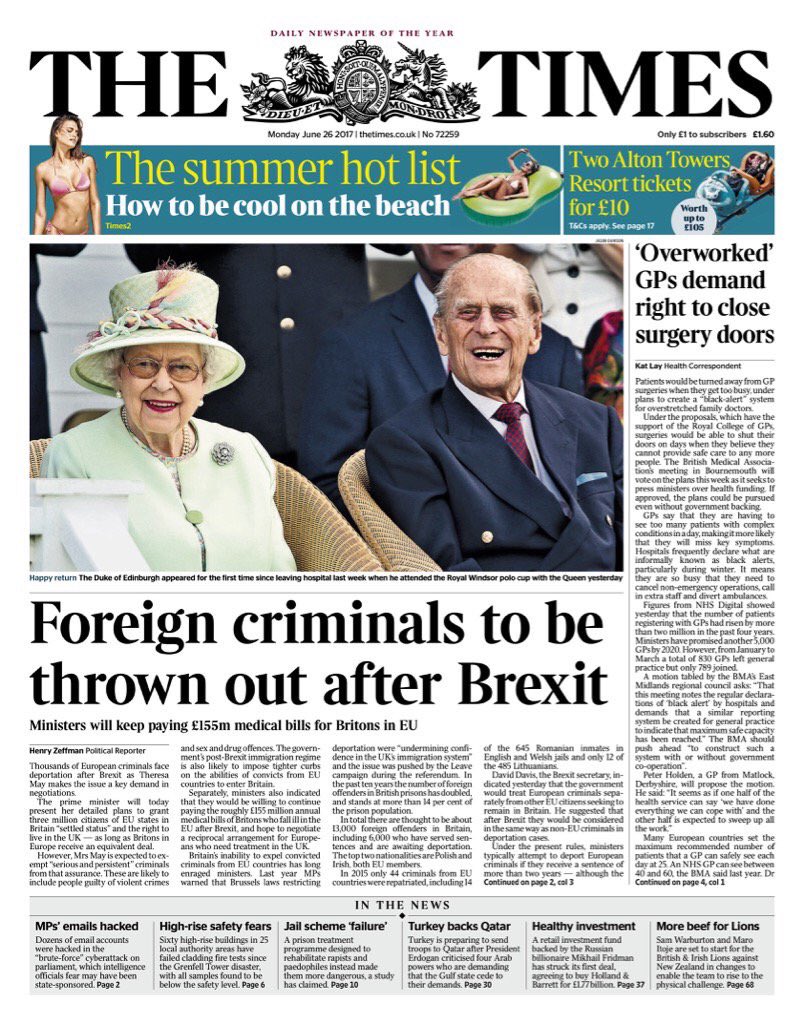 DAILY NEWSPAPER OF THE YEAR
THE TIMES
DIEU·ET MON·DROIT
Monday June 26 2017 | thetimes.co.uk | No 72259
Only £1 to subscribers £1.60
The summer hot list
How to be cool on the beach
Times2
Two Alton Towers
Resort tickets
for £10
T&Cs apply. See page 17
Worth
up to
£105
Happy return The Duke of Edinburgh appeared for the first time since leaving hospital last week when he attended the Royal Windsor polo cup with the Queen yesterday
Foreign criminals to be
thrown out after Brexit
Ministers will keep paying £155m medical bills for Britons in EU
Henry Zeffman Political Reporter
Thousands of European criminals face
deportation after Brexit as Theresa
May makes the issue a key demand in
negotiations.
The prime minister will today
present her detailed plans to grant
three million citizens of EU states in
Britain “settled status” and the right to
live in the UK — as long as Britons in
Europe receive an equivalent deal.
However, Mrs May is expected to ex-
empt “serious and persistent” criminals
from that assurance. These are likely to
include people guilty of violent crimes
and sex and drug offences. The govern-
ment’s post-Brexit immigration regime
is also likely to impose tighter curbs
on the abilities of convicts from EU
countries to enter Britain.
Separately, ministers also indicated
that they would be willing to continue
paying the roughly £155 million annual
medical bills of Britons who fall ill in the
EU after Brexit, and hope to negotiate
a reciprocal arrangement for Europe-
ans who need treatment in the UK.
Britain’s inability to expel convicted
criminals from EU countries has long
enraged ministers. Last year MPs
warned that Brussels laws restricting
deportation were “undermining confi-
dence in the UK’s immigration system”
and the issue was pushed by the Leave
campaign during the referendum. In
the past ten years the number of foreign
offenders in British prisons has doubled,
and stands at more than 14 per cent of
the prison population.
In total there are thought to be about
13,000 foreign offenders in Britain,
including 6,000 who have served sen-
tences and are awaiting deportation.
The top two nationalities are Polish and
Irish, both EU members.
In 2015 only 44 criminals from EU
countries were repatriated, including 14
of the 645 Romanian inmates in
English and Welsh jails and only 12 of
the 485 Lithuanians.
David Davis, the Brexit secretary, in-
dicated yesterday that the government
would treat European criminals sepa-
rately from other EU citizens seeking to
remain in Britain. He suggested that
after Brexit they would be considered
in the same way as non-EU criminals in
deportation cases.
Under the present rules, ministers
typically attempt to deport European
criminals if they receive a sentence of
more than two years — although the
Continued on page 2, col 3
‘Overworked’
GPs demand
right to close
surgery doors
Kat Lay Health Correspondent
Patients would be turned away from GP
surgeries when they get too busy, under
plans to create a “black-alert” system
for overstretched family doctors.
Under the proposals, which have the
support of the Royal College of GPs,
surgeries would be able to shut their
doors on days when they believe they
cannot provide safe care to any more
people. The British Medical Associa-
tion’s meeting in Bournemouth will
vote on the plans this week as it seeks to
press ministers over health funding. If
approved, the plans could be pursued
even without government backing.
GPs say that they are having to
see too many patients with complex
conditions in a day, making it more likely
that they will miss key symptoms.
Hospitals frequently declare what are
informally known as black alerts,
particularly during winter. It means
they are so busy that they need to
cancel non-emergency operations, call
in extra staff and divert ambulances.
Figures from NHS Digital showed
yesterday that the number of patients
registering with GPs had risen by more
than two million in the past four years.
Ministers have promised another 5,000
GPs by 2020. However, from January to
March a total of 830 GPs left general
practice but only 789 joined.
A motion tabled by the BMA’s East
Midlands regional council asks: “That
this meeting notes the regular declara-
tions of ‘black alert’ by hospitals and
demands that a similar reporting
system be created for general practice
to indicate that maximum safe capacity
has been reached.” The BMA should
push ahead “to construct such a
system with or without government
co-operation”.
Peter Holden, a GP from Matlock,
Derbyshire, will propose the motion.
He said: “It seems as if one half of the
health service can say ‘we have done
everything we can cope with’ and the
other half is expected to sweep up all
the work.”
Many European countries set the
maximum recommended number of
patients that a GP can safely see each
day at 25. An NHS GP can see between
40 and 60, the BMA said last year. Dr
Continued on page 4, col 1
IN THE NEWS
MPs’ emails hacked
Dozens of email accounts
were hacked in the
“brute-force” cyberattack on
parliament, which intelligence
officials fear may have been
state-sponsored. Page 2
High-rise safety fears
Sixty high-rise buildings in 25
local authority areas have
failed cladding fire tests since
the Grenfell Tower disaster,
with all samples found to be
below the safety level. Page 6
Jail scheme ‘failure’
A prison treatment
programme designed to
rehabilitate rapists and
paedophiles instead made
them more dangerous, a study
has claimed. Page 10
Turkey backs Qatar
Turkey is preparing to send
troops to Qatar after President
Erdogan criticised four Arab
powers who are demanding
that the Gulf state cede to
their demands. Page 30
Healthy investment
A retail investment fund
backed by the Russian
billionaire Mikhail Fridman
has struck its first deal,
agreeing to buy Holland &
Barrett for £1.77 billion. Page 37
More beef for Lions
Sam Warburton and Maro
Itoje are set to start for the
British & Irish Lions against
New Zealand in changes to
enable the team to rise to the
physical challenge. Page 68